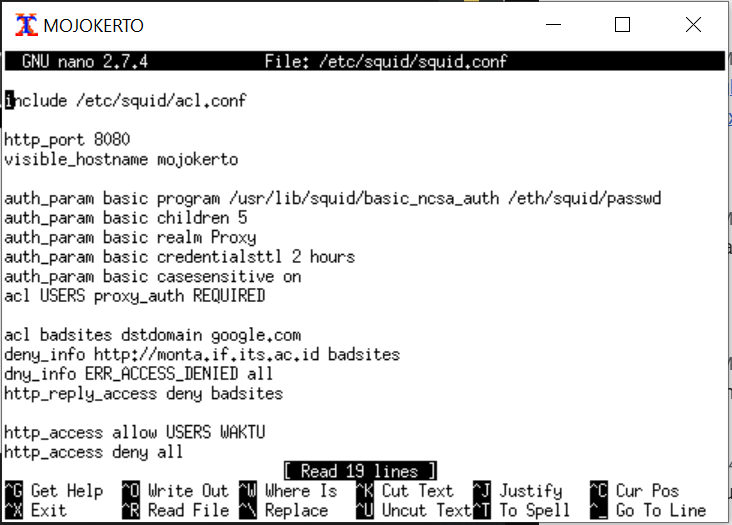 MOJOKERTO
GNU nano 2.7.4 File: /etc/squid/squid.conf
include /etc/squid/acl.conf
http_port 8080
visible_hostname mojokerto
auth_param basic program /usr/lib/squid/basic_ncsa_auth /eth/squid/passwd
auth_param basic children 5
auth_param basic realm Proxy
auth_param basic credentialsttl 2 hours
auth_param basic casesensitive on
acl USERS proxy_auth REQUIRED
acl badsites dstdomain google.com
deny_info http://monta.if.its.ac.id badsites
dny_info ERR_ACCESS_DENIED all
http_reply_access deny badsites
http_access allow USERS WAKTU
http_access deny all
[ Read 19 lines ]
^G Get Help ^O Write Out ^W Where Is ^K Cut Text ^J Justify ^C Cur Pos
^X Exit ^R Read File ^\ Replace ^U Uncut Text ^T To Spell ^_ Go To Line